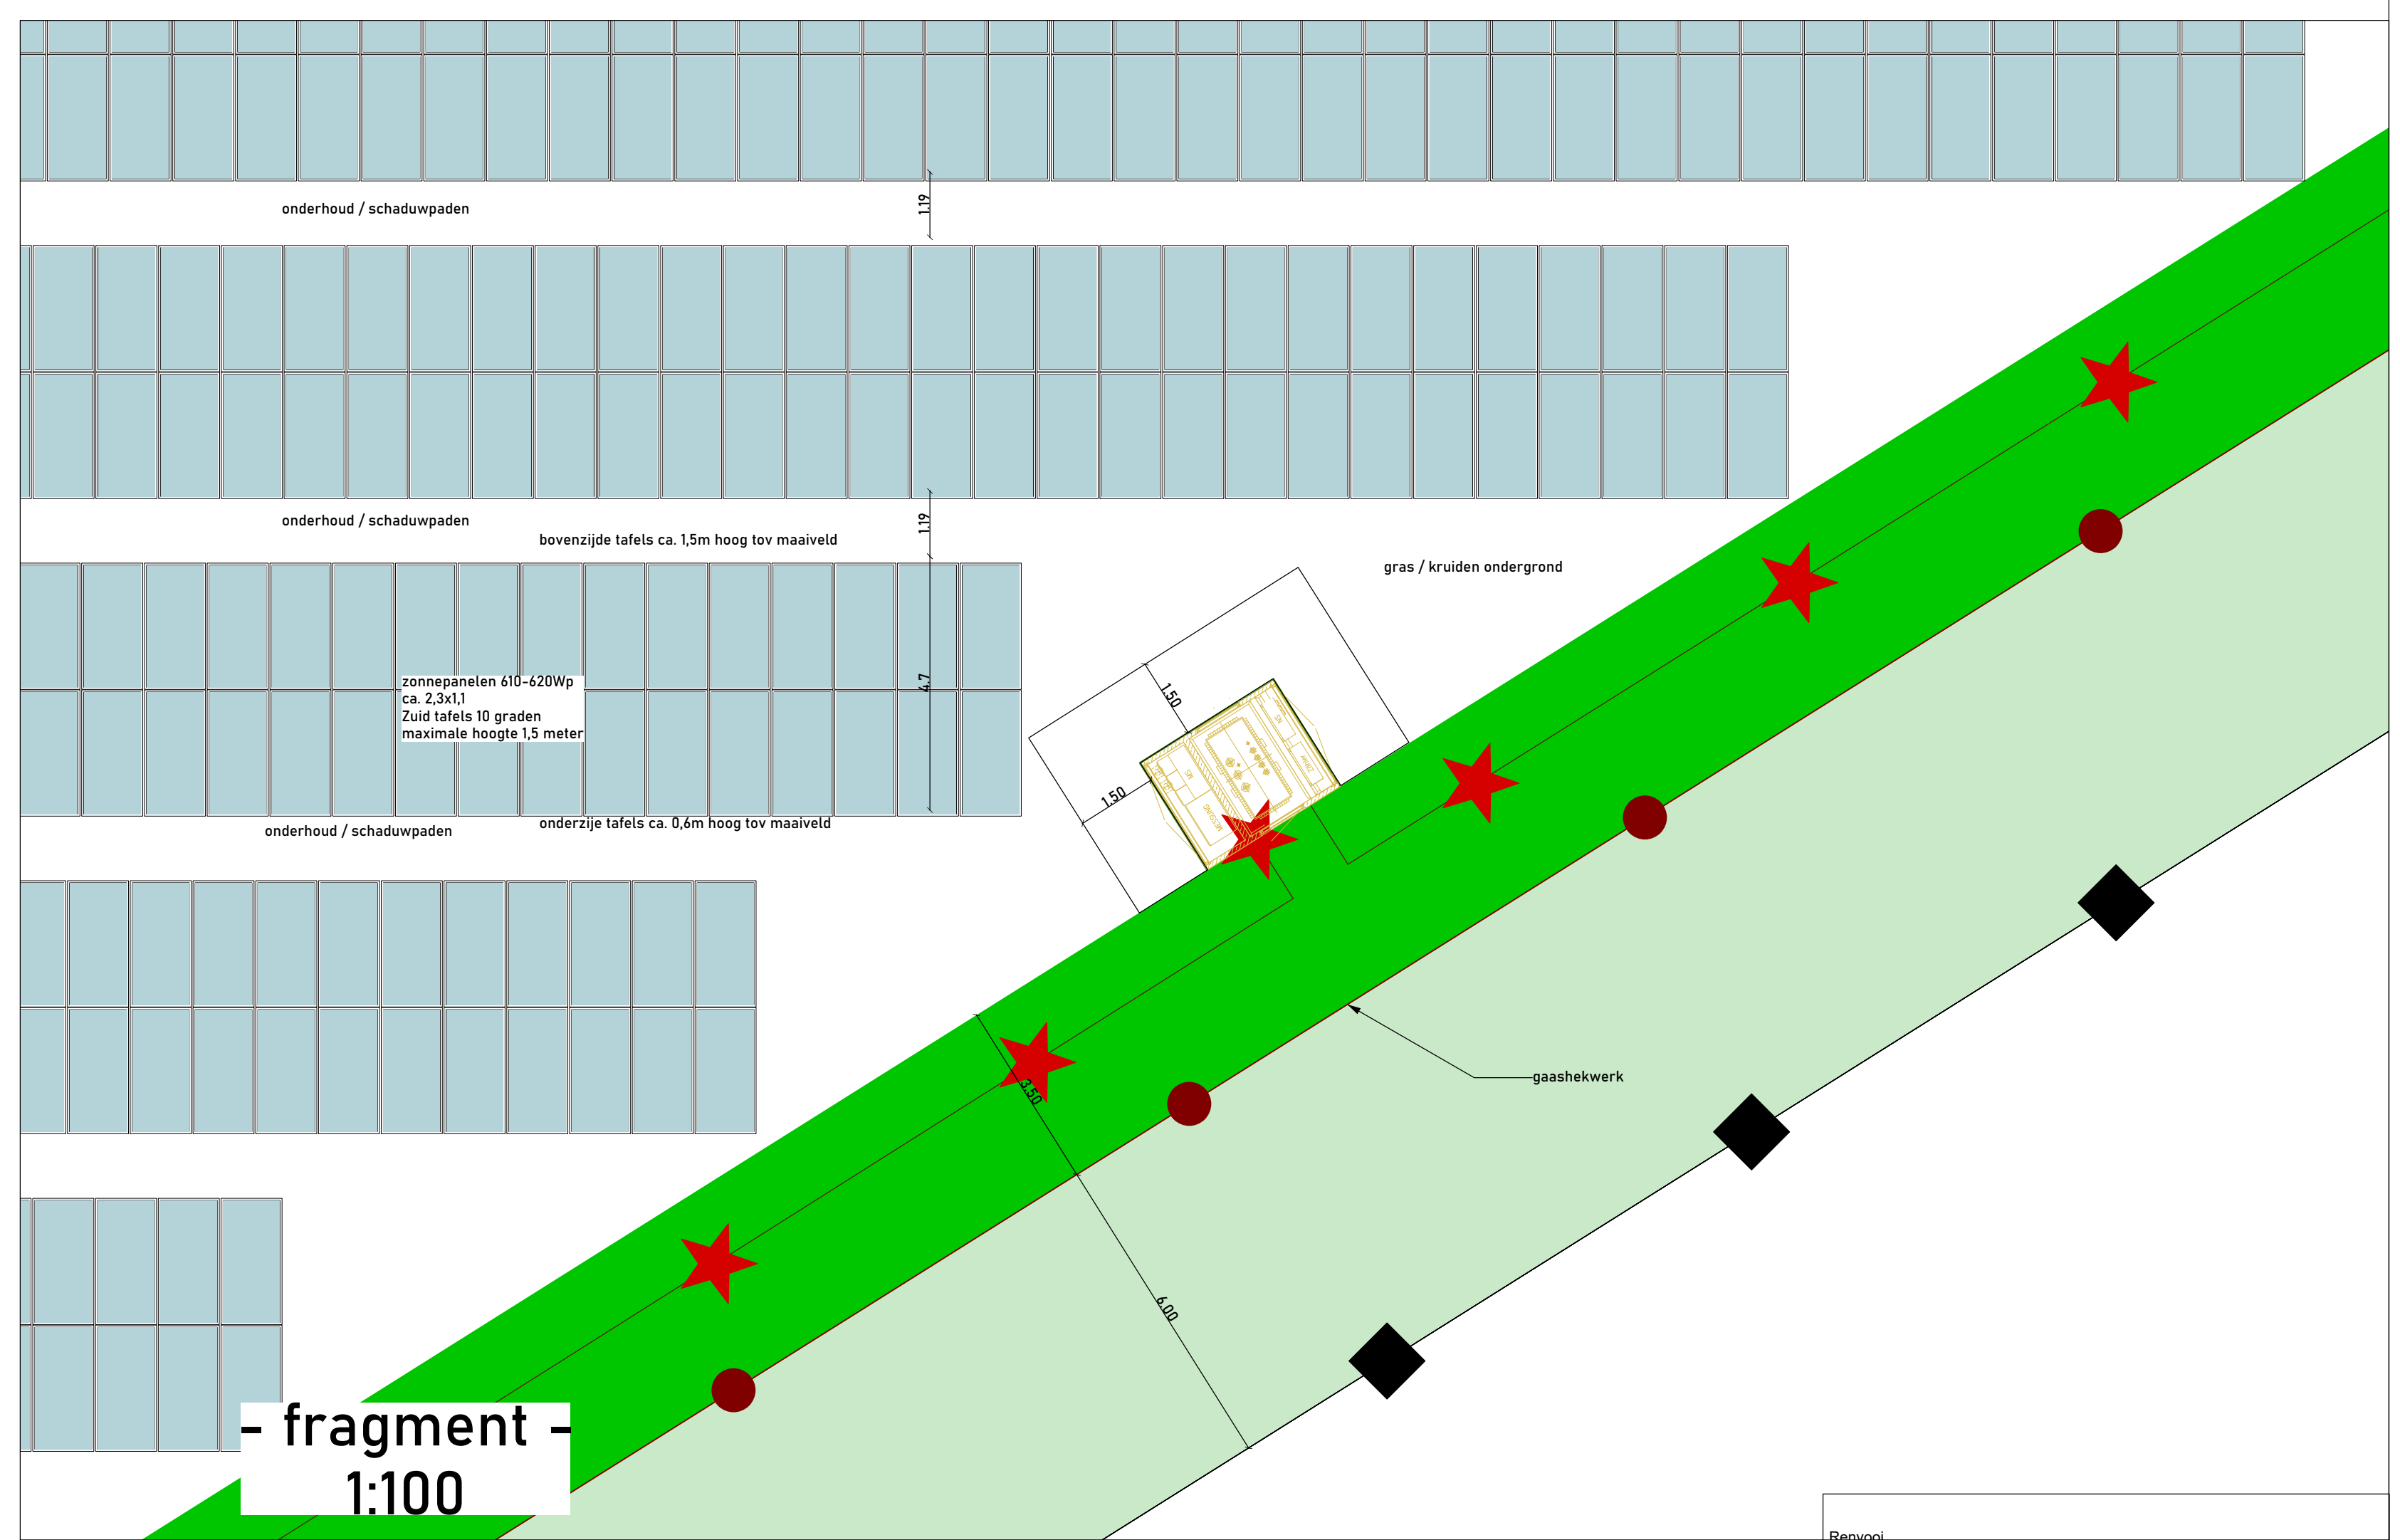 onderhoud / schaduwpaden
1.19
onderhoud / schaduwpaden
1.19
bovenzijde tafels ca. 1,5m hoog tov maaiveld
gras / kruiden ondergrond
zonnepanelen 610-620Wp
ca. 2,3x1,1
Zuid tafels 10 graden
maximale hoogte 1,5 meter
4.7
1.50
1.50
NS
MS
MESSING
onderhoud / schaduwpaden
onderzije tafels ca. 0,6m hoog tov maaiveld
3.50
gaashekwerk
6.00
- fragment -
1:100
Renvooi